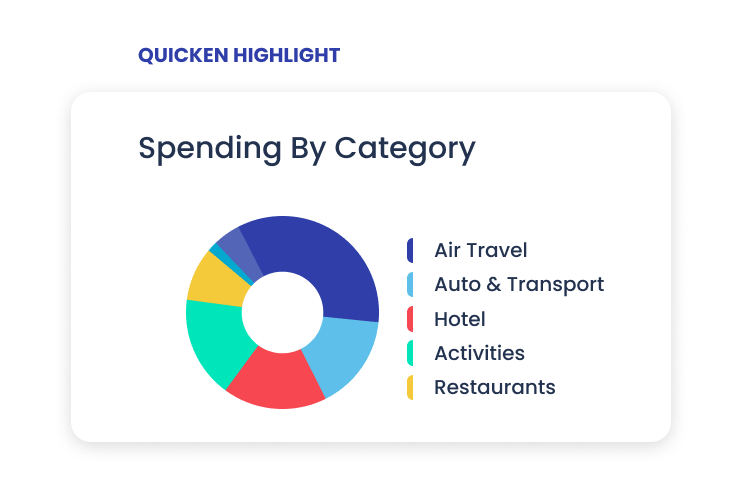 QUICKEN HIGHLIGHT
Spending By Category
Air Travel
Auto & Transport
Hotel
Activities
Restaurants